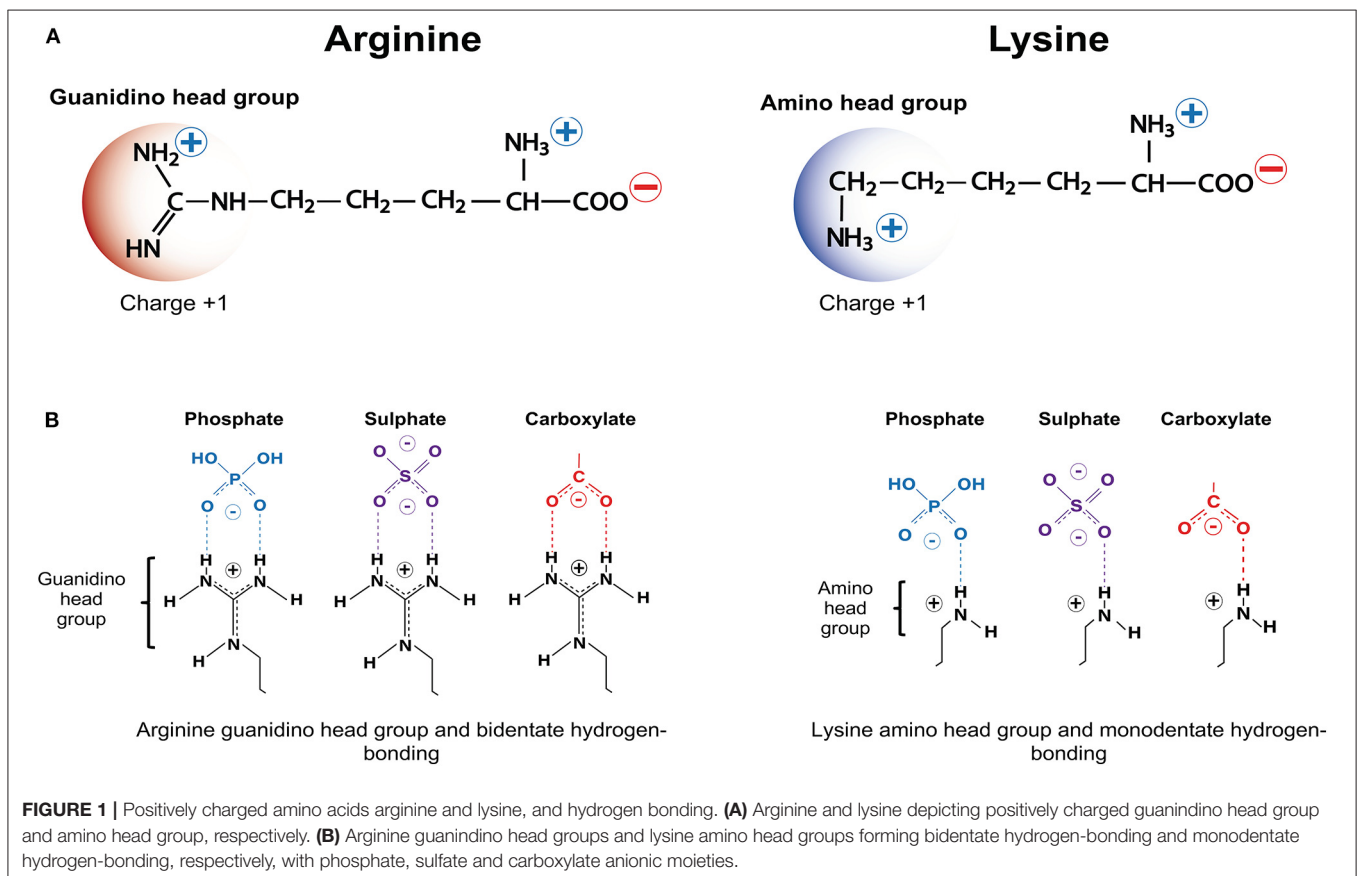 A
Arginine
Lysine
Guanidino head group
NH₂ +
C—NH—CH₂—CH₂—CH₂—CH—COO −
NH₃ +
HN
Charge +1
Amino head group
NH₃ +
CH₂—CH₂—CH₂—CH₂—CH—COO −
NH₃ +
Charge +1
B
Phosphate
Sulphate
Carboxylate
HO OH
P
O - O
O - O
S
O - O
C
O - O
H H
N + N
H H
N
H
H H
N + N
H H
N
H
H H
N + N
H H
N
H
Guanidino
head
group
Arginine guanidino head group and bidentate hydrogen-
bonding
Phosphate
Sulphate
Carboxylate
HO OH
P
O - O
O - O
S
O - O
C
O - O
H
+ N
H
H
+ N
H
H
+ N
H
Amino
head
group
Lysine amino head group and monodentate hydrogen-
bonding
FIGURE 1 | Positively charged amino acids arginine and lysine, and hydrogen bonding. (A) Arginine and lysine depicting positively charged guanindino head group
and amino head group, respectively. (B) Arginine guanindino head groups and lysine amino head groups forming bidentate hydrogen-bonding and monodentate
hydrogen-bonding, respectively, with phosphate, sulfate and carboxylate anionic moieties.